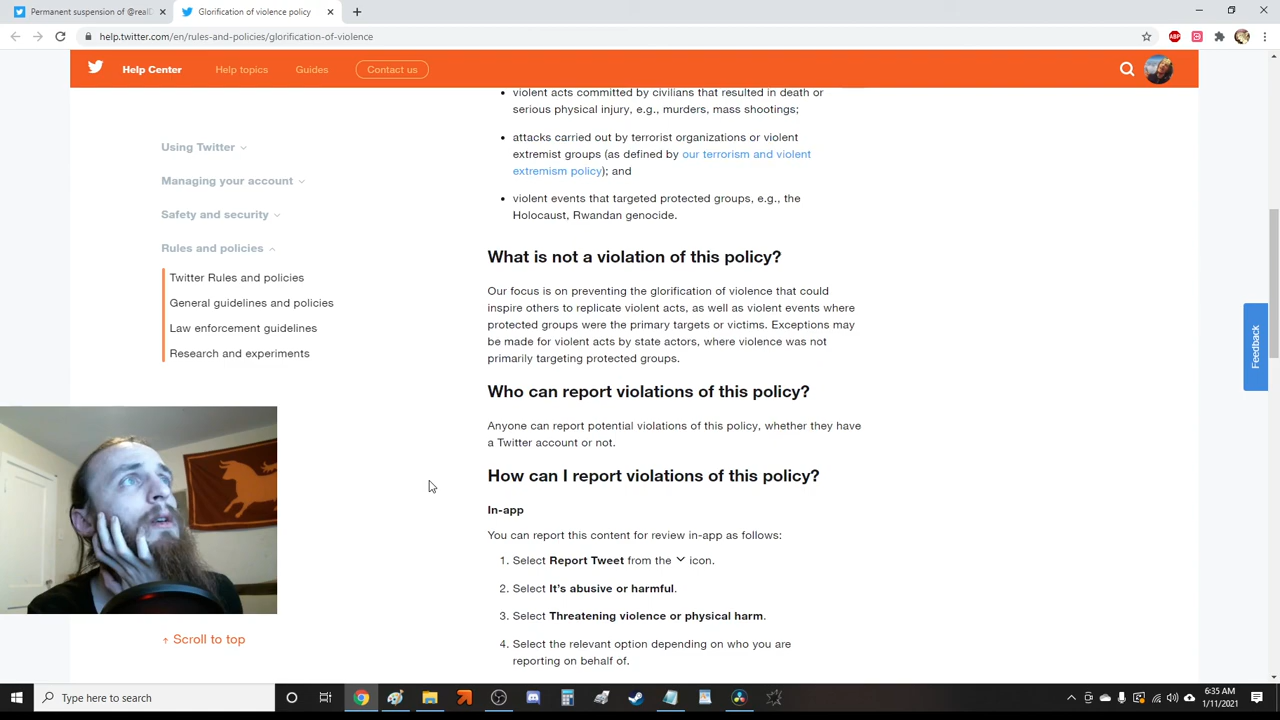 Permanent suspension of @realD
Glorification of violence policy
help.twitter.com/en/rules-and-policies/glorification-of-violence
ABP
Help Center
Help topics
Guides
Contact us
Using Twitter
Managing your account
Safety and security
Rules and policies
Twitter Rules and policies
General guidelines and policies
Law enforcement guidelines
Research and experiments
↑ Scroll to top
• violent acts committed by civilians that resulted in death or
serious physical injury, e.g., murders, mass shootings;
• attacks carried out by terrorist organizations or violent
extremist groups (as defined by our terrorism and violent
extremism policy); and
• violent events that targeted protected groups, e.g., the
Holocaust, Rwandan genocide.
What is not a violation of this policy?
Our focus is on preventing the glorification of violence that could
inspire others to replicate violent acts, as well as violent events where
protected groups were the primary targets or victims. Exceptions may
be made for violent acts by state actors, where violence was not
primarily targeting protected groups.
Who can report violations of this policy?
Anyone can report potential violations of this policy, whether they have
a Twitter account or not.
How can I report violations of this policy?
In-app
You can report this content for review in-app as follows:
1. Select Report Tweet from the icon.
2. Select It's abusive or harmful.
3. Select Threatening violence or physical harm.
4. Select the relevant option depending on who you are
reporting on behalf of.
Feedback
Type here to search
6:35 AM
1/11/2021